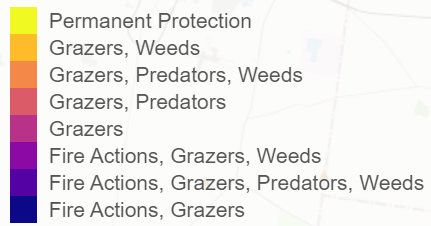 Permanent Protection
Grazers, Weeds
Grazers, Predators, Weeds
Grazers, Predators
Grazers
Fire Actions, Grazers, Weeds
Fire Actions, Grazers, Predators, Weeds
Fire Actions, Grazers